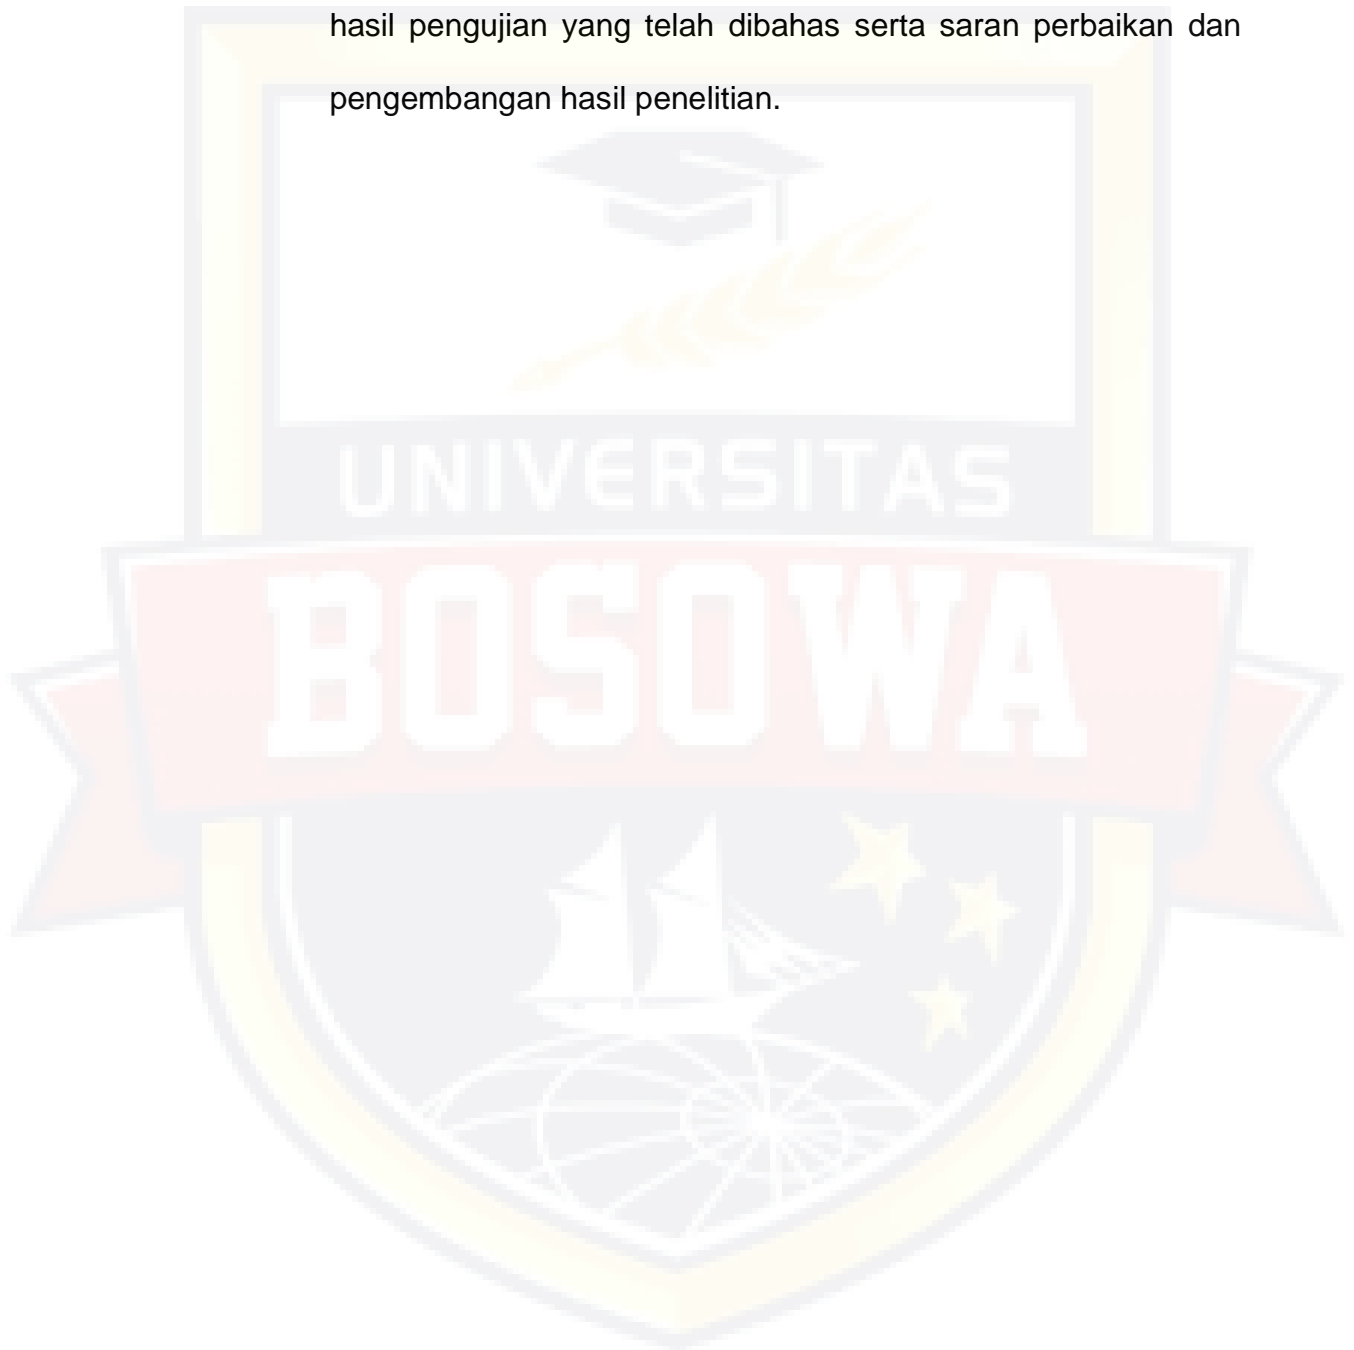 hasil pengujian yang telah dibahas serta saran perbaikan dan
pengembangan hasil penelitian.
UNIVERSITAS
BOSOWA